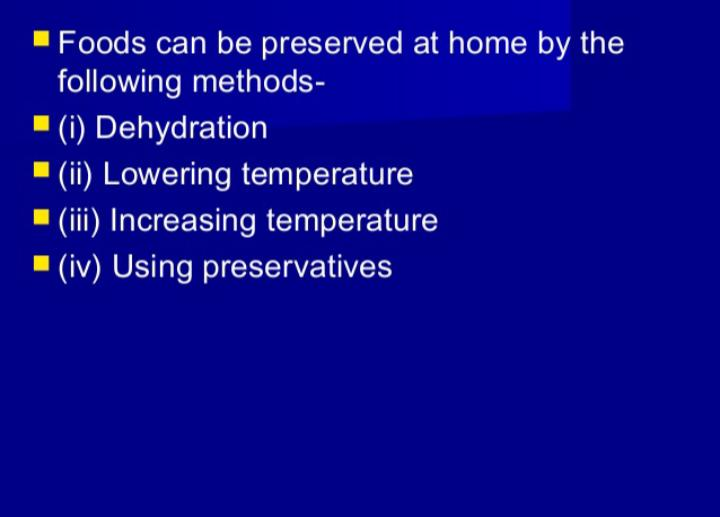 Foods can be preserved at home by the
following methods-
(i) Dehydration
(ii) Lowering temperature
(iii) Increasing temperature
(iv) Using preservatives